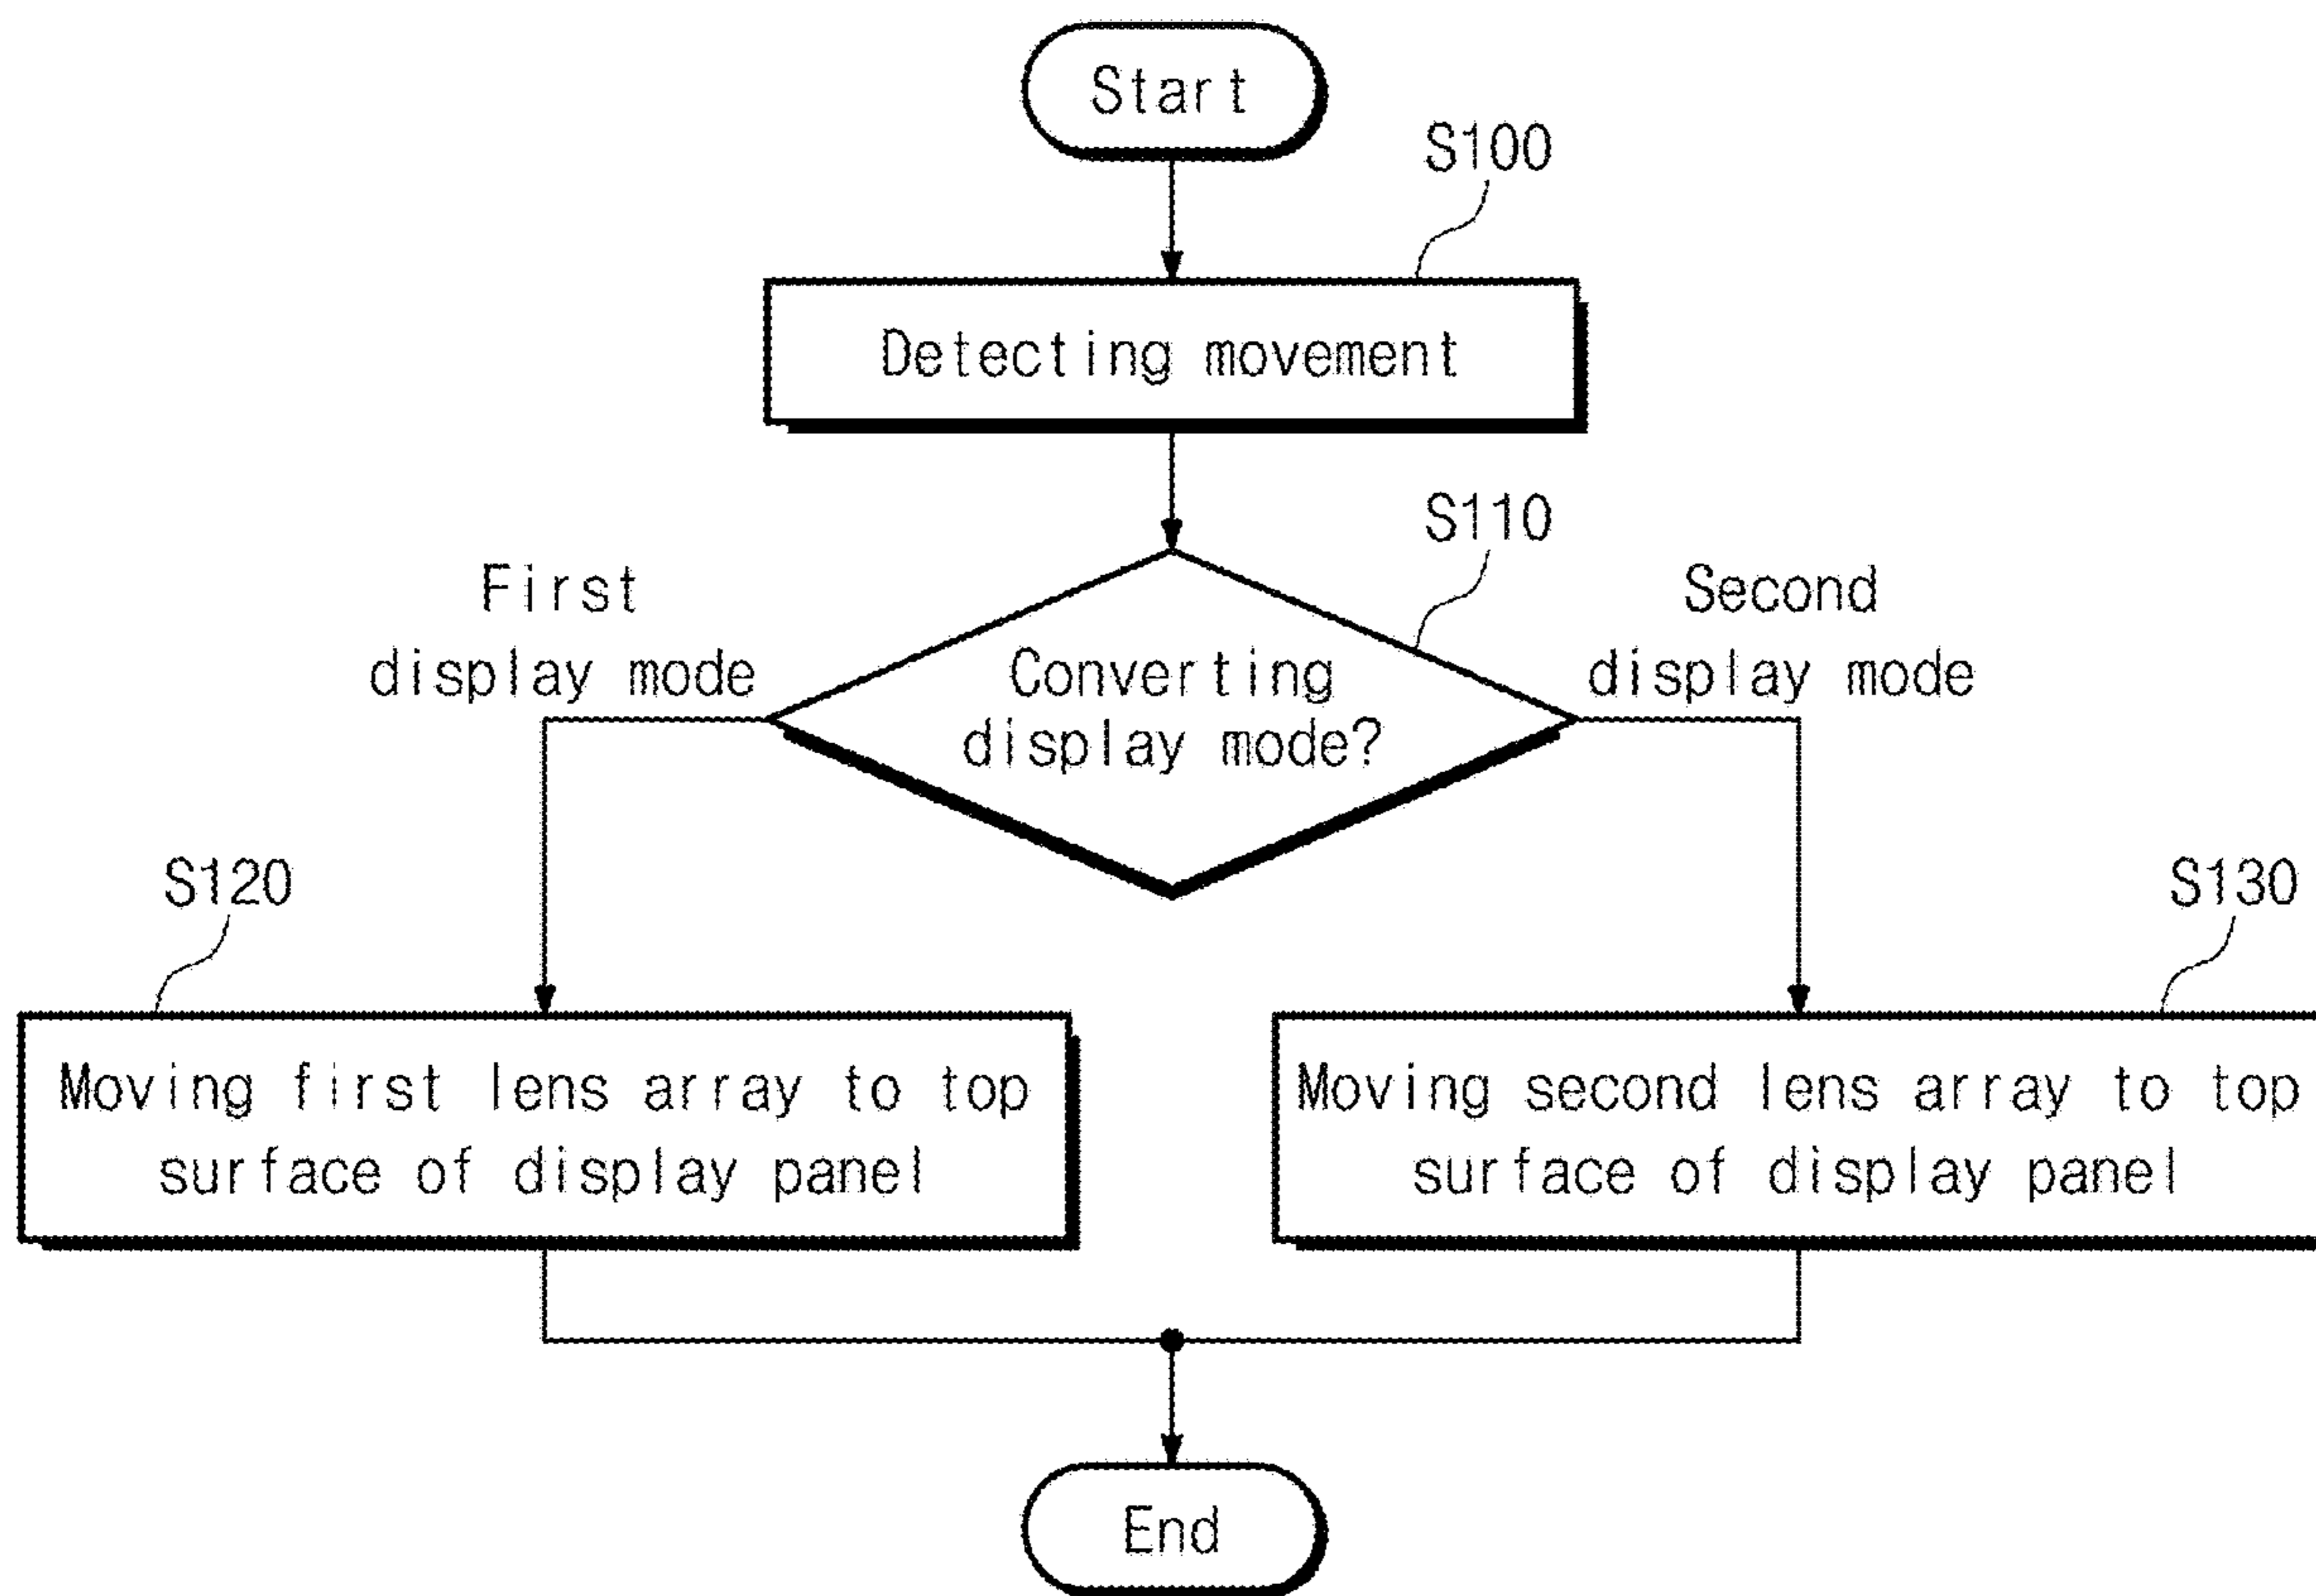 Start
S100
Detecting movement
S110
First
display mode
Converting
display mode?
Second
display mode
S120
Moving first lens array to top
surface of display panel
S130
Moving second lens array to top
surface of display panel
End